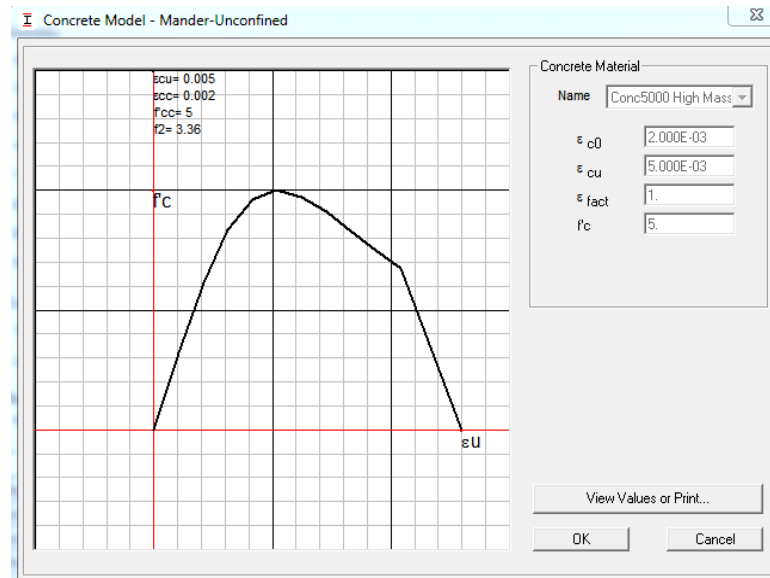 Concrete Model - Mander-Unconfined
εcu= 0.005
εcc= 0.002
f'cc= 5
f2= 3.36
f'c
εu
Concrete Material
Name Conc5000 High Mass
ε c0 2.000E-03
ε cu 5.000E-03
ε fact 1.
f'c 5.
View Values or Print...
OK Cancel